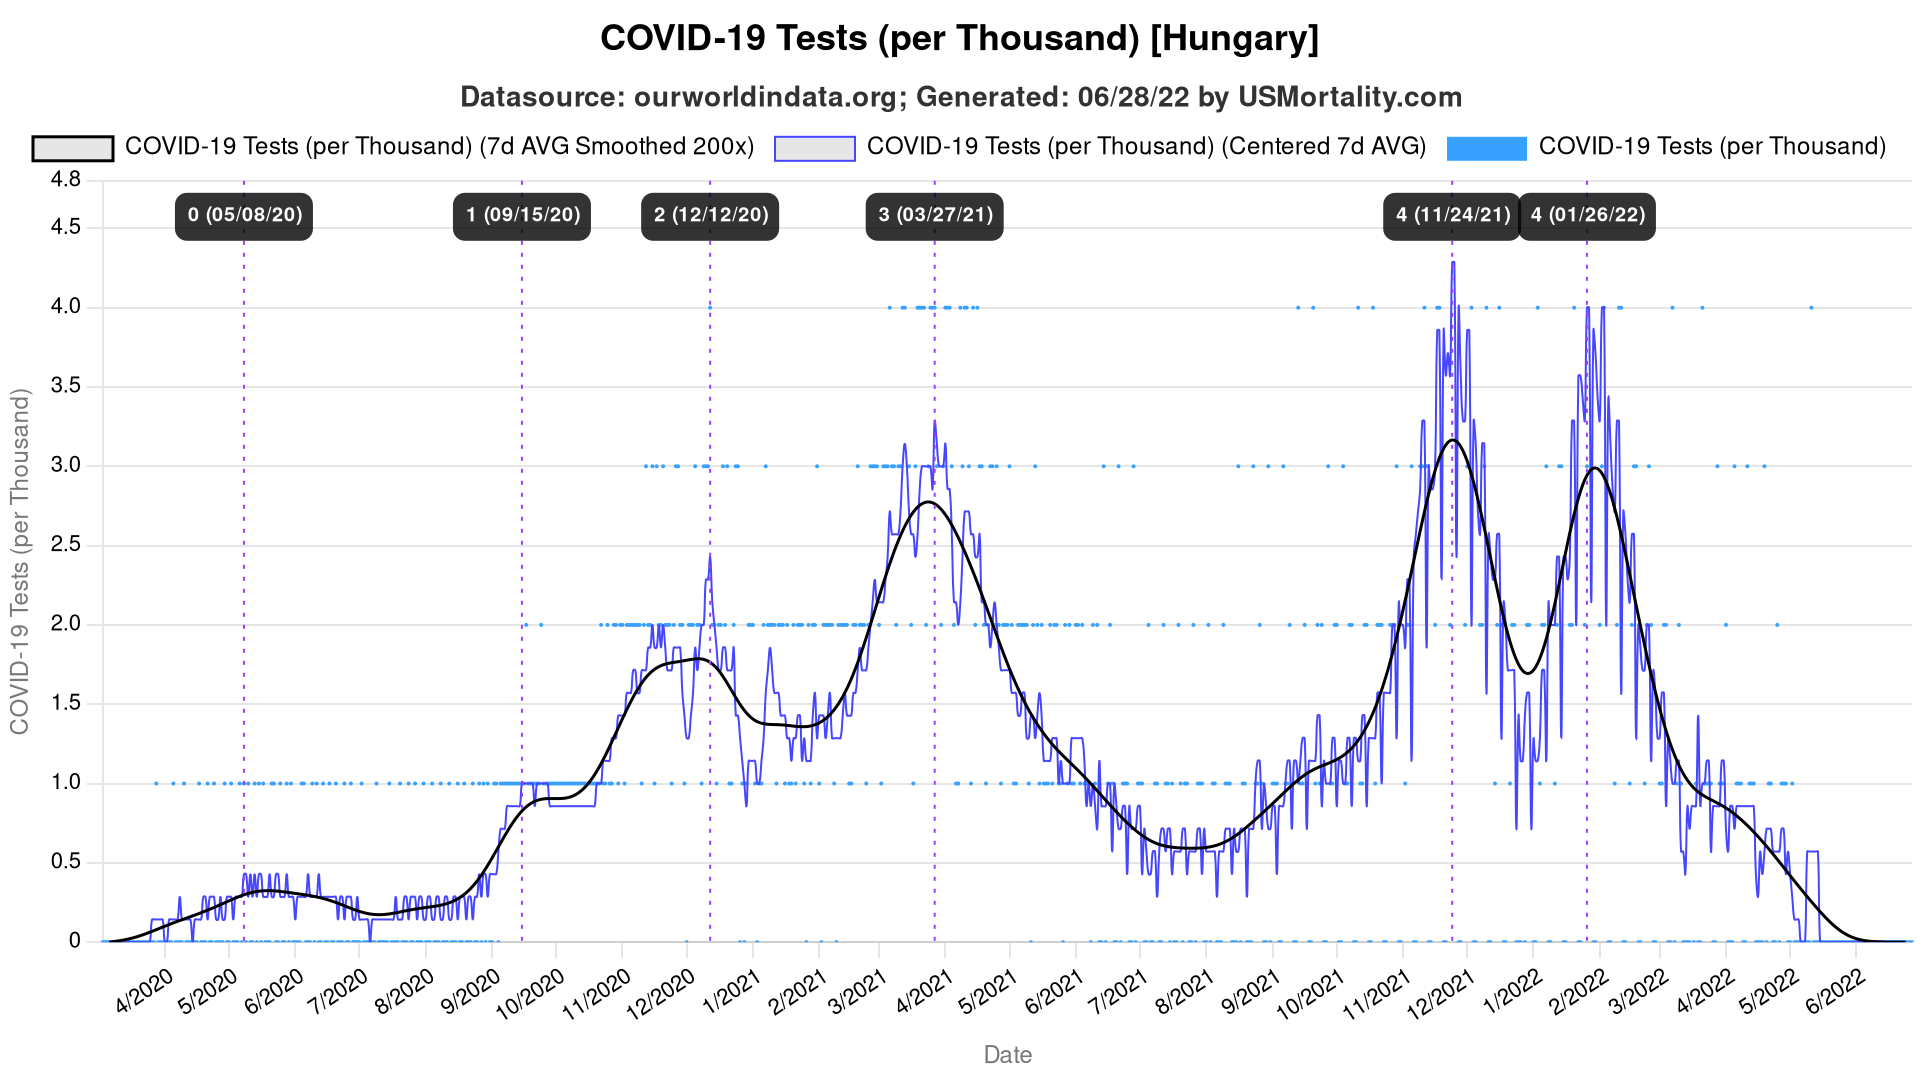 COVID-19 Tests (per Thousand) [Hungary]
Datasource: ourworldindata.org; Generated: 06/28/22 by USMortality.com
COVID-19 Tests (per Thousand) (7d AVG Smoothed 200x) COVID-19 Tests (per Thousand) (Centered 7d AVG) COVID-19 Tests (per Thousand)
4.8
0 (05/08/20) 1 (09/15/20) 2 (12/12/20) 3 (03/27/21) 4 (11/24/21) 4 (01/26/22)
4.5
4.0
3.5
3.0
2.5
2.0
1.5
1.0
0.5
0
COVID-19 Tests (per Thousand)
4/2020 5/2020 6/2020 7/2020 8/2020 9/2020 10/2020 11/2020 12/2020 1/2021 2/2021 3/2021 4/2021 5/2021 6/2021 7/2021 8/2021 9/2021 10/2021 11/2021 12/2021 1/2022 2/2022 3/2022 4/2022 5/2022 6/2022
Date